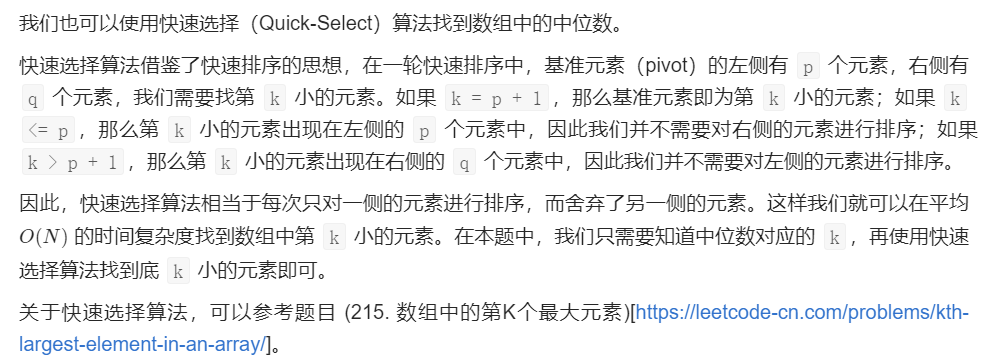 我们也可以使用快速选择（Quick-Select）算法找到数组中的中位数。
快速选择算法借鉴了快速排序的思想，在一轮快速排序中，基准元素（pivot）的左侧有 p 个元素，右侧有
q 个元素，我们需要找第 k 小的元素。如果 k = p + 1，那么基准元素即为第 k 小的元素；如果 k
<= p，那么第 k 小的元素出现在左侧的 p 个元素中，因此我们并不需要对右侧的元素进行排序；如果
k > p + 1，那么第 k 小的元素出现在右侧的 q 个元素中，因此我们并不需要对左侧的元素进行排序。
因此，快速选择算法相当于每次只对一侧的元素进行排序，而舍弃了另一侧的元素。这样我们就可以在平均
O(N) 的时间复杂度找到数组中第 k 小的元素。在本题中，我们只需要知道中位数对应的 k，再使用快速
选择算法找到底 k 小的元素即可。
关于快速选择算法，可以参考题目 (215. 数组中的第K个最大元素)[https://leetcode-cn.com/problems/kth-
largest-element-in-an-array/]。